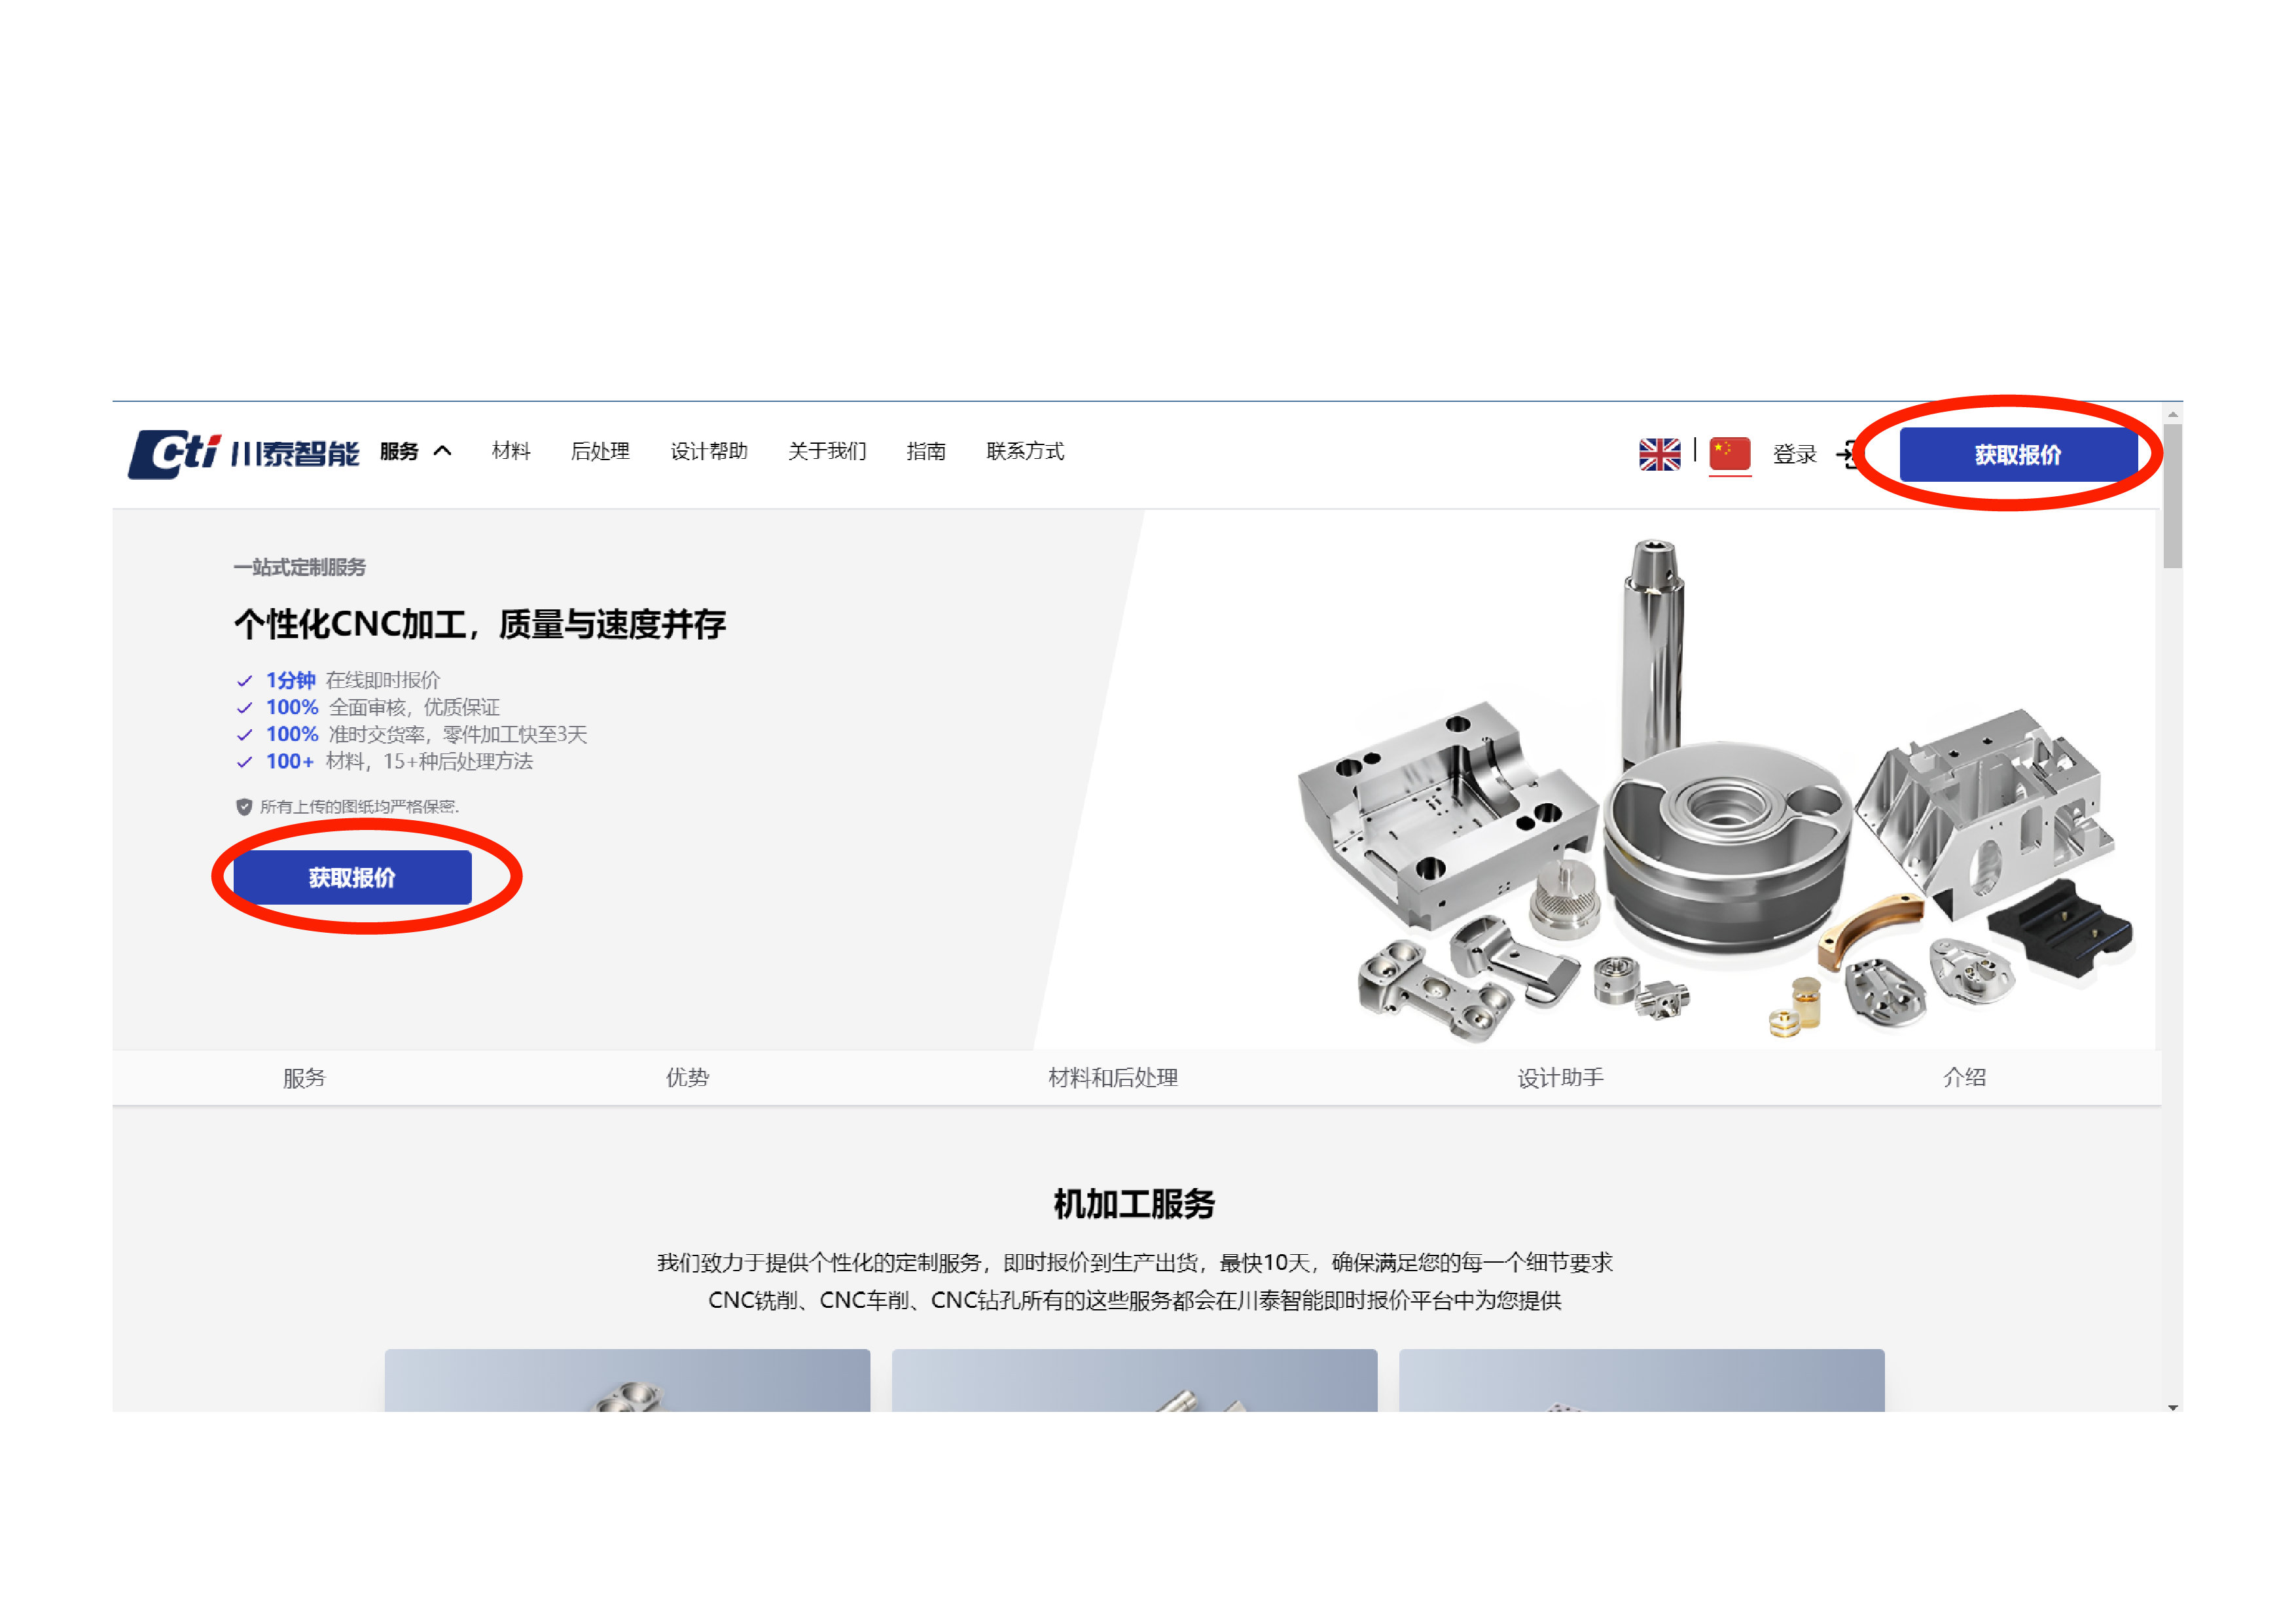 cti 川泰智能 服务 材料 后处理 设计帮助 关于我们 指南 联系方式 登录 获取报价
一站式定制服务
个性化CNC加工，质量与速度并存
1分钟 在线即时报价
100% 全面审核，优质保证
100% 准时交货率，零件加工快至3天
100+ 材料，15+种后处理方法
所有上传的图纸均严格保密.
获取报价
服务 优势 材料和后处理 设计助手 介绍
机加工服务
我们致力于提供个性化的定制服务，即时报价到生产出货，最快10天，确保满足您的每一个细节要求
CNC铣削、CNC车削、CNC钻孔所有的这些服务都会在川泰智能即时报价平台中为您提供